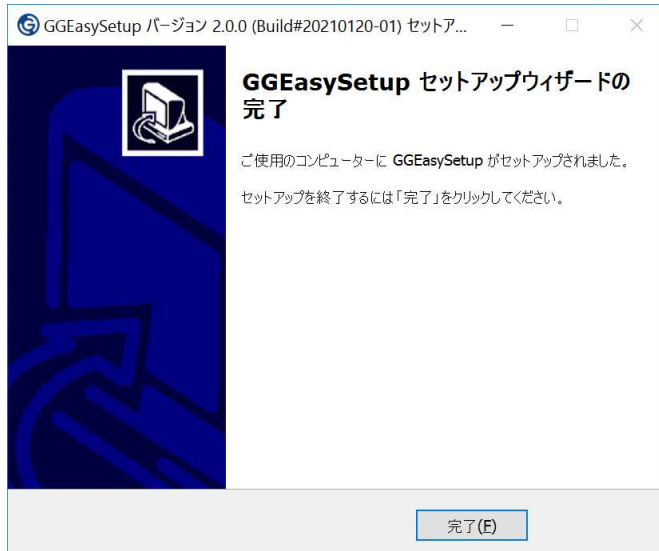 GGEasySetup バージョン 2.0.0 (Build#20210120-01) セットア...
GGEasySetup セットアップウィザードの
完了
ご使用のコンピューターに GGEasySetup がセットアップされました。
セットアップを終了するには「完了」をクリックしてください。
完了(F)